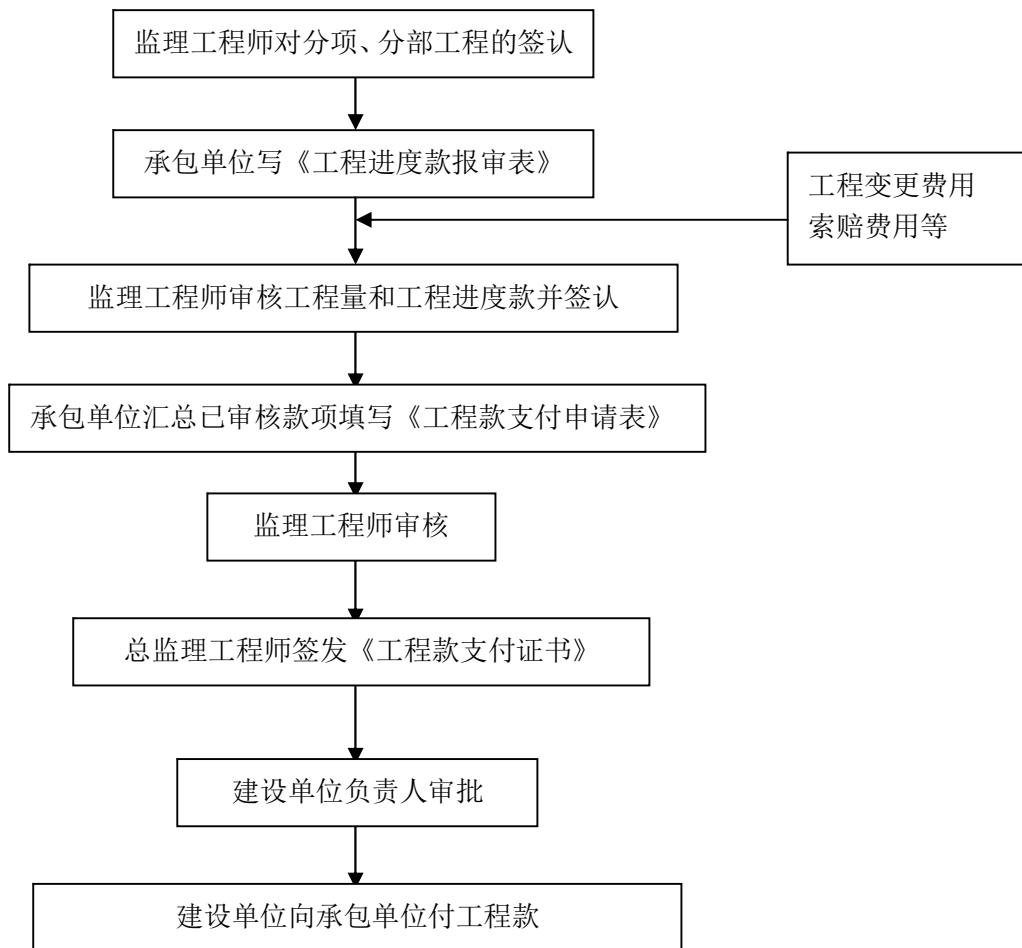 监理工程师对分项、分部工程的签认
承包单位写《工程进度款报审表》
工程变更费用
索赔费用等
监理工程师审核工程量和工程进度款并签认
承包单位汇总已审核款项填写《工程款支付申请表》
监理工程师审核
总监理工程师签发《工程款支付证书》
建设单位负责人审批
建设单位向承包单位付工程款